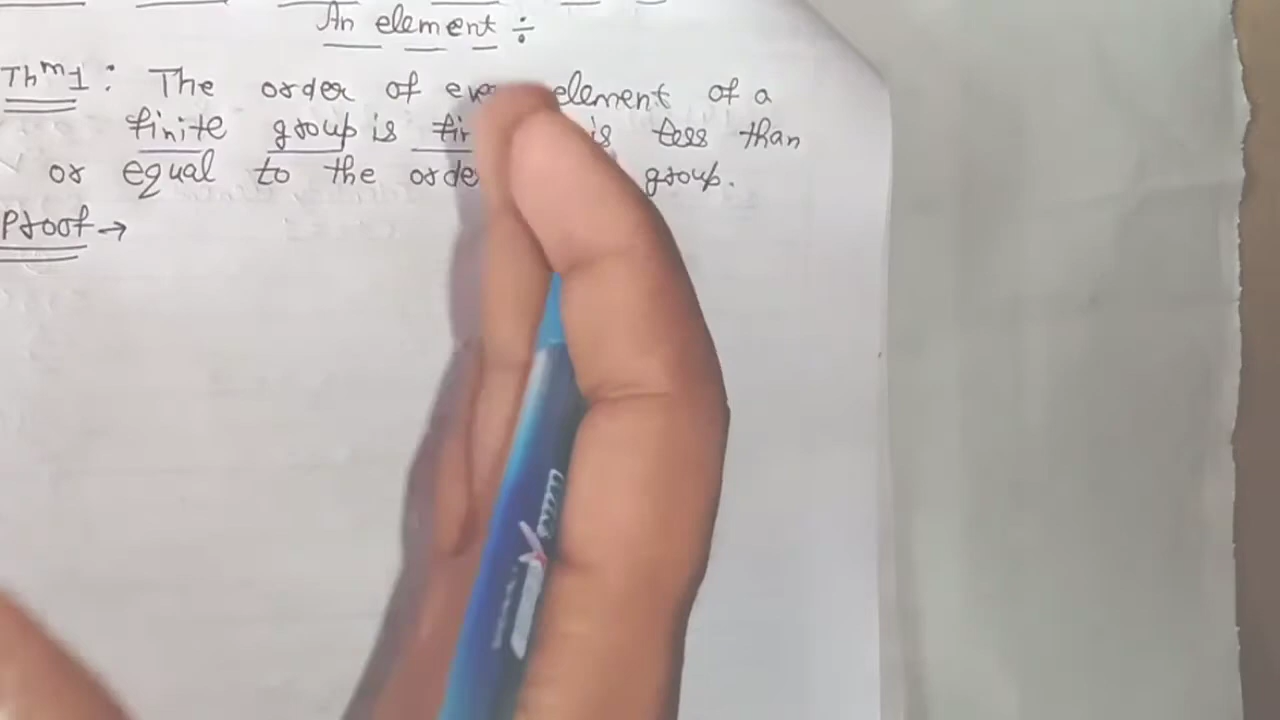 An element ÷
Thm 1: The order of element of a
finite group is is less than
or equal to the group.
Proof →